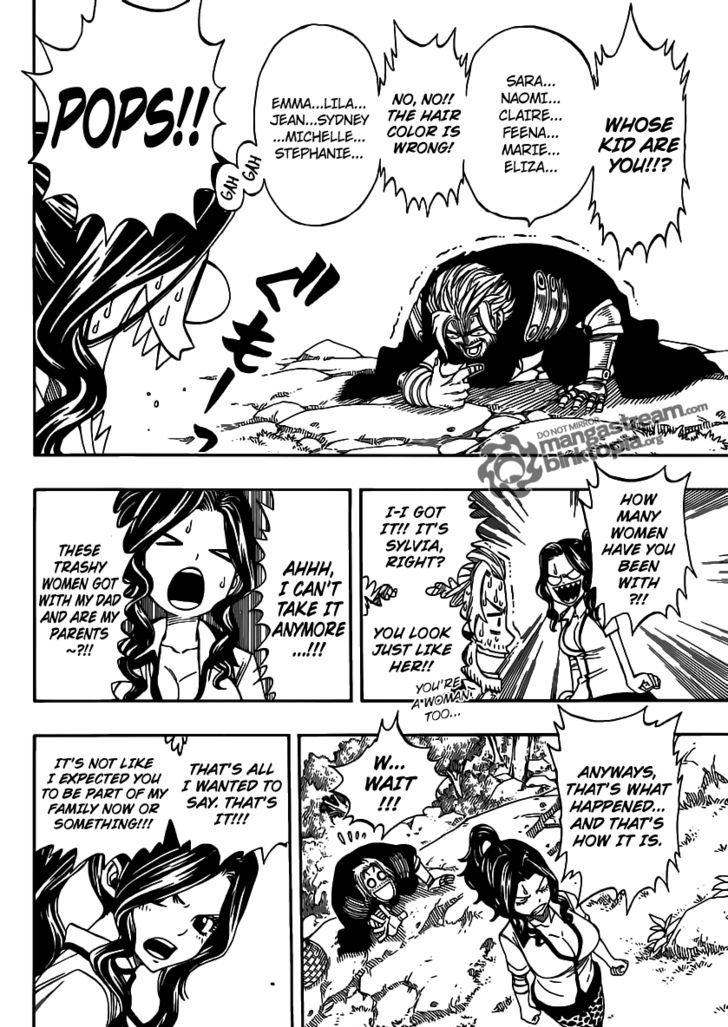 WHOSE
KID ARE
YOU!!?
SARA...
NAOMI...
CLAIRE...
FEENA...
MARIE...
ELIZA...
NO, NO!!
THE HAIR
COLOR IS
WRONG!
EMMA...LILA...
JEAN...SYDNEY
...MICHELLE...
STEPHANIE...
POPS!!
GAH
GAH
DO NOT MIRROR
mangastream.com
binktopia.org
HOW
MANY
WOMEN
HAVE YOU
BEEN
WITH
?!!
I-I GOT
IT!! IT'S
SYLVIA,
RIGHT?
YOU LOOK
JUST LIKE
HER!!
YOU'RE
A WOMAN,
TOO...
AHHH,
I CAN'T
TAKE IT
ANYMORE
...!!!
THESE
TRASHY
WOMEN GOT
WITH MY DAD
AND ARE MY
PARENTS
~?!!
ANYWAYS,
THAT'S WHAT
HAPPENED...
AND THAT'S
HOW IT IS.
W...
WAIT
!!!
THAT'S ALL
I WANTED TO
SAY. THAT'S
IT!!!
IT'S NOT LIKE
I EXPECTED YOU
TO BE PART OF MY
FAMILY NOW OR
SOMETHING!!!